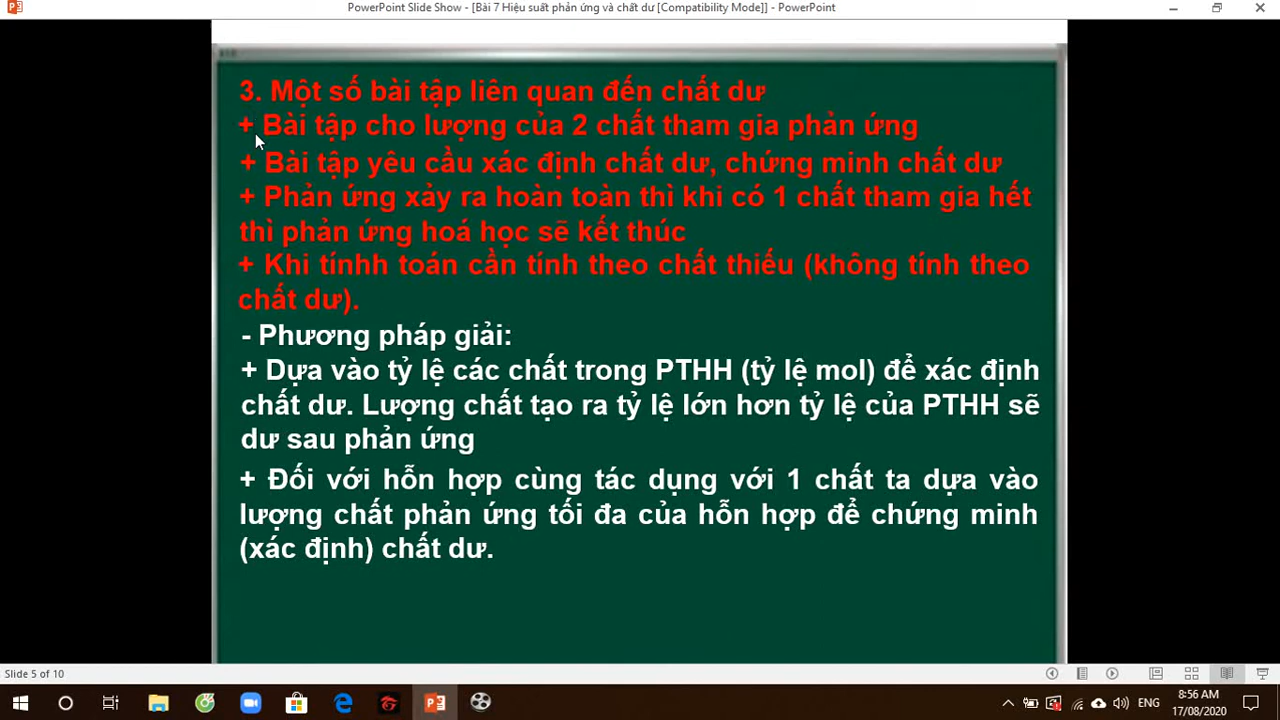 PowerPoint Slide Show - [Bài 7 Hiệu suất phản ứng và chất dư [Compatibility Mode]] - PowerPoint
3. Một số bài tập liên quan đến chất dư
+ Bài tập cho lượng của 2 chất tham gia phản ứng
+ Bài tập yêu cầu xác định chất dư, chứng minh chất dư
+ Phản ứng xảy ra hoàn toàn thì khi có 1 chất tham gia hết
thì phản ứng hoá học sẽ kết thúc
+ Khi tínhh toán cần tính theo chất thiếu (không tính theo
chất dư).
- Phương pháp giải:
+ Dựa vào tỷ lệ các chất trong PTHH (tỷ lệ mol) để xác định
chất dư. Lượng chất tạo ra tỷ lệ lớn hơn tỷ lệ của PTHH sẽ
dư sau phản ứng
+ Đối với hỗn hợp cùng tác dụng với 1 chất ta dựa vào
lượng chất phản ứng tối đa của hỗn hợp để chứng minh
(xác định) chất dư.
Slide 5 of 10
ENG
8:56 AM
17/08/2020